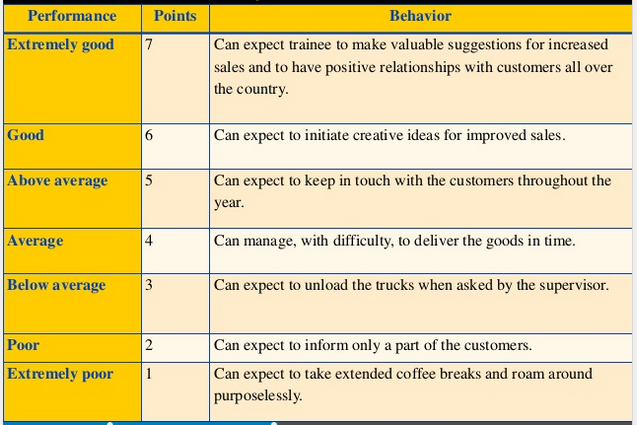 Performance Points Behavior
Extremely good 7 Can expect trainee to make valuable suggestions for increased
sales and to have positive relationships with customers all over
the country.
Good 6 Can expect to initiate creative ideas for improved sales.
Above average 5 Can expect to keep in touch with the customers throughout the
year.
Average 4 Can manage, with difficulty, to deliver the goods in time.
Below average 3 Can expect to unload the trucks when asked by the supervisor.
Poor 2 Can expect to inform only a part of the customers.
Extremely poor 1 Can expect to take extended coffee breaks and roam around
purposelessly.